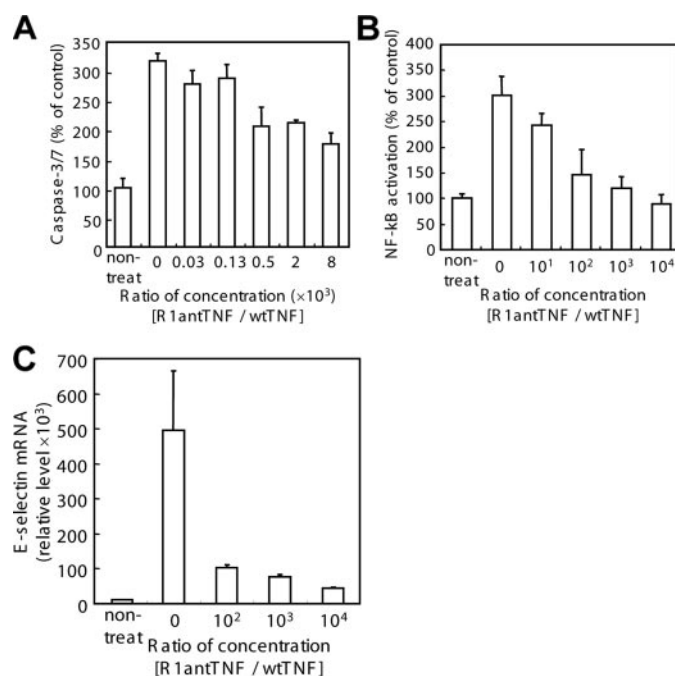 A
Caspase-3/7 (% of control)
350
300
250
200
150
100
50
0
non-
treat
0 0.03 0.13 0.5 2 8
Ratio of concentration (×10³)
[R1antTNF / wtTNF]
B
NF-kB activation (% of control)
400
350
300
250
200
150
100
50
0
non-
treat
0 10¹ 10² 10³ 10⁴
Ratio of concentration
[R1antTNF / wtTNF]
C
E-selectin mRNA
(relative level ×10³)
700
600
500
400
300
200
100
0
non-
treat
0 10² 10³ 10⁴
Ratio of concentration
[R1antTNF / wtTNF]